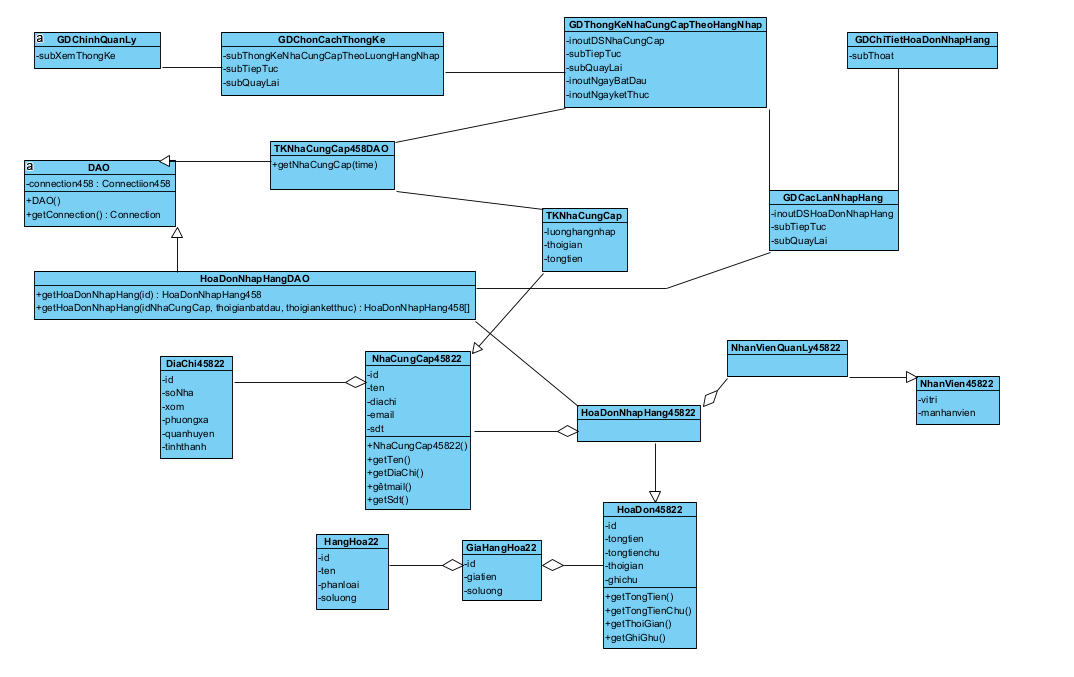 a
GDChinhQuanLy
-subXemThongKe
GDChonCachThongKe
-subThongKeNhaCungCapTheoLuongHangNhap
-subTiepTuc
-subQuayLai
GDThongKeNhaCungCapTheoHangNhap
-inoutDSNhaCungCap
-subTiepTuc
-subQuayLai
-inoutNgayBatDau
-inoutNgayketThuc
GDChiTietHoaDonNhapHang
-subThoat
TKNhaCungCap458DAO
+getNhaCungCap(time)
a
DAO
-connection458 : Connectiion458
+DAO()
+getConnection() : Connection
GDCacLanNhapHang
-inoutDSHoaDonNhapHang
-subTiepTuc
-subQuayLai
TKNhaCungCap
-luonghangnhap
-thoigian
-tongtien
HoaDonNhapHangDAO
+getHoaDonNhapHang(id) : HoaDonNhapHang458
+getHoaDonNhapHang(idNhaCungCap, thoigianbatdau, thoigianketthuc) : HoaDonNhapHang458[]
DiaChi45822
-id
-soNha
-xom
-phuongxa
-quanhuyen
-tinhthanh
NhaCungCap45822
-id
-ten
-diachi
-email
-sdt
+NhaCungCap45822()
+getTen()
+getDiaChi()
+gêtmail()
+getSdt()
NhanVienQuanLy45822
NhanVien45822
-vitri
-manhanvien
HoaDonNhapHang45822
HoaDon45822
-id
-tongtien
-tongtienchu
-thoigian
-ghichu
+getTongTien()
+getTongTienChu()
+getThoiGian()
+getGhiGhu()
HangHoa22
-id
-ten
-phanloai
-soluong
GiaHangHoa22
-id
-giatien
-soluong